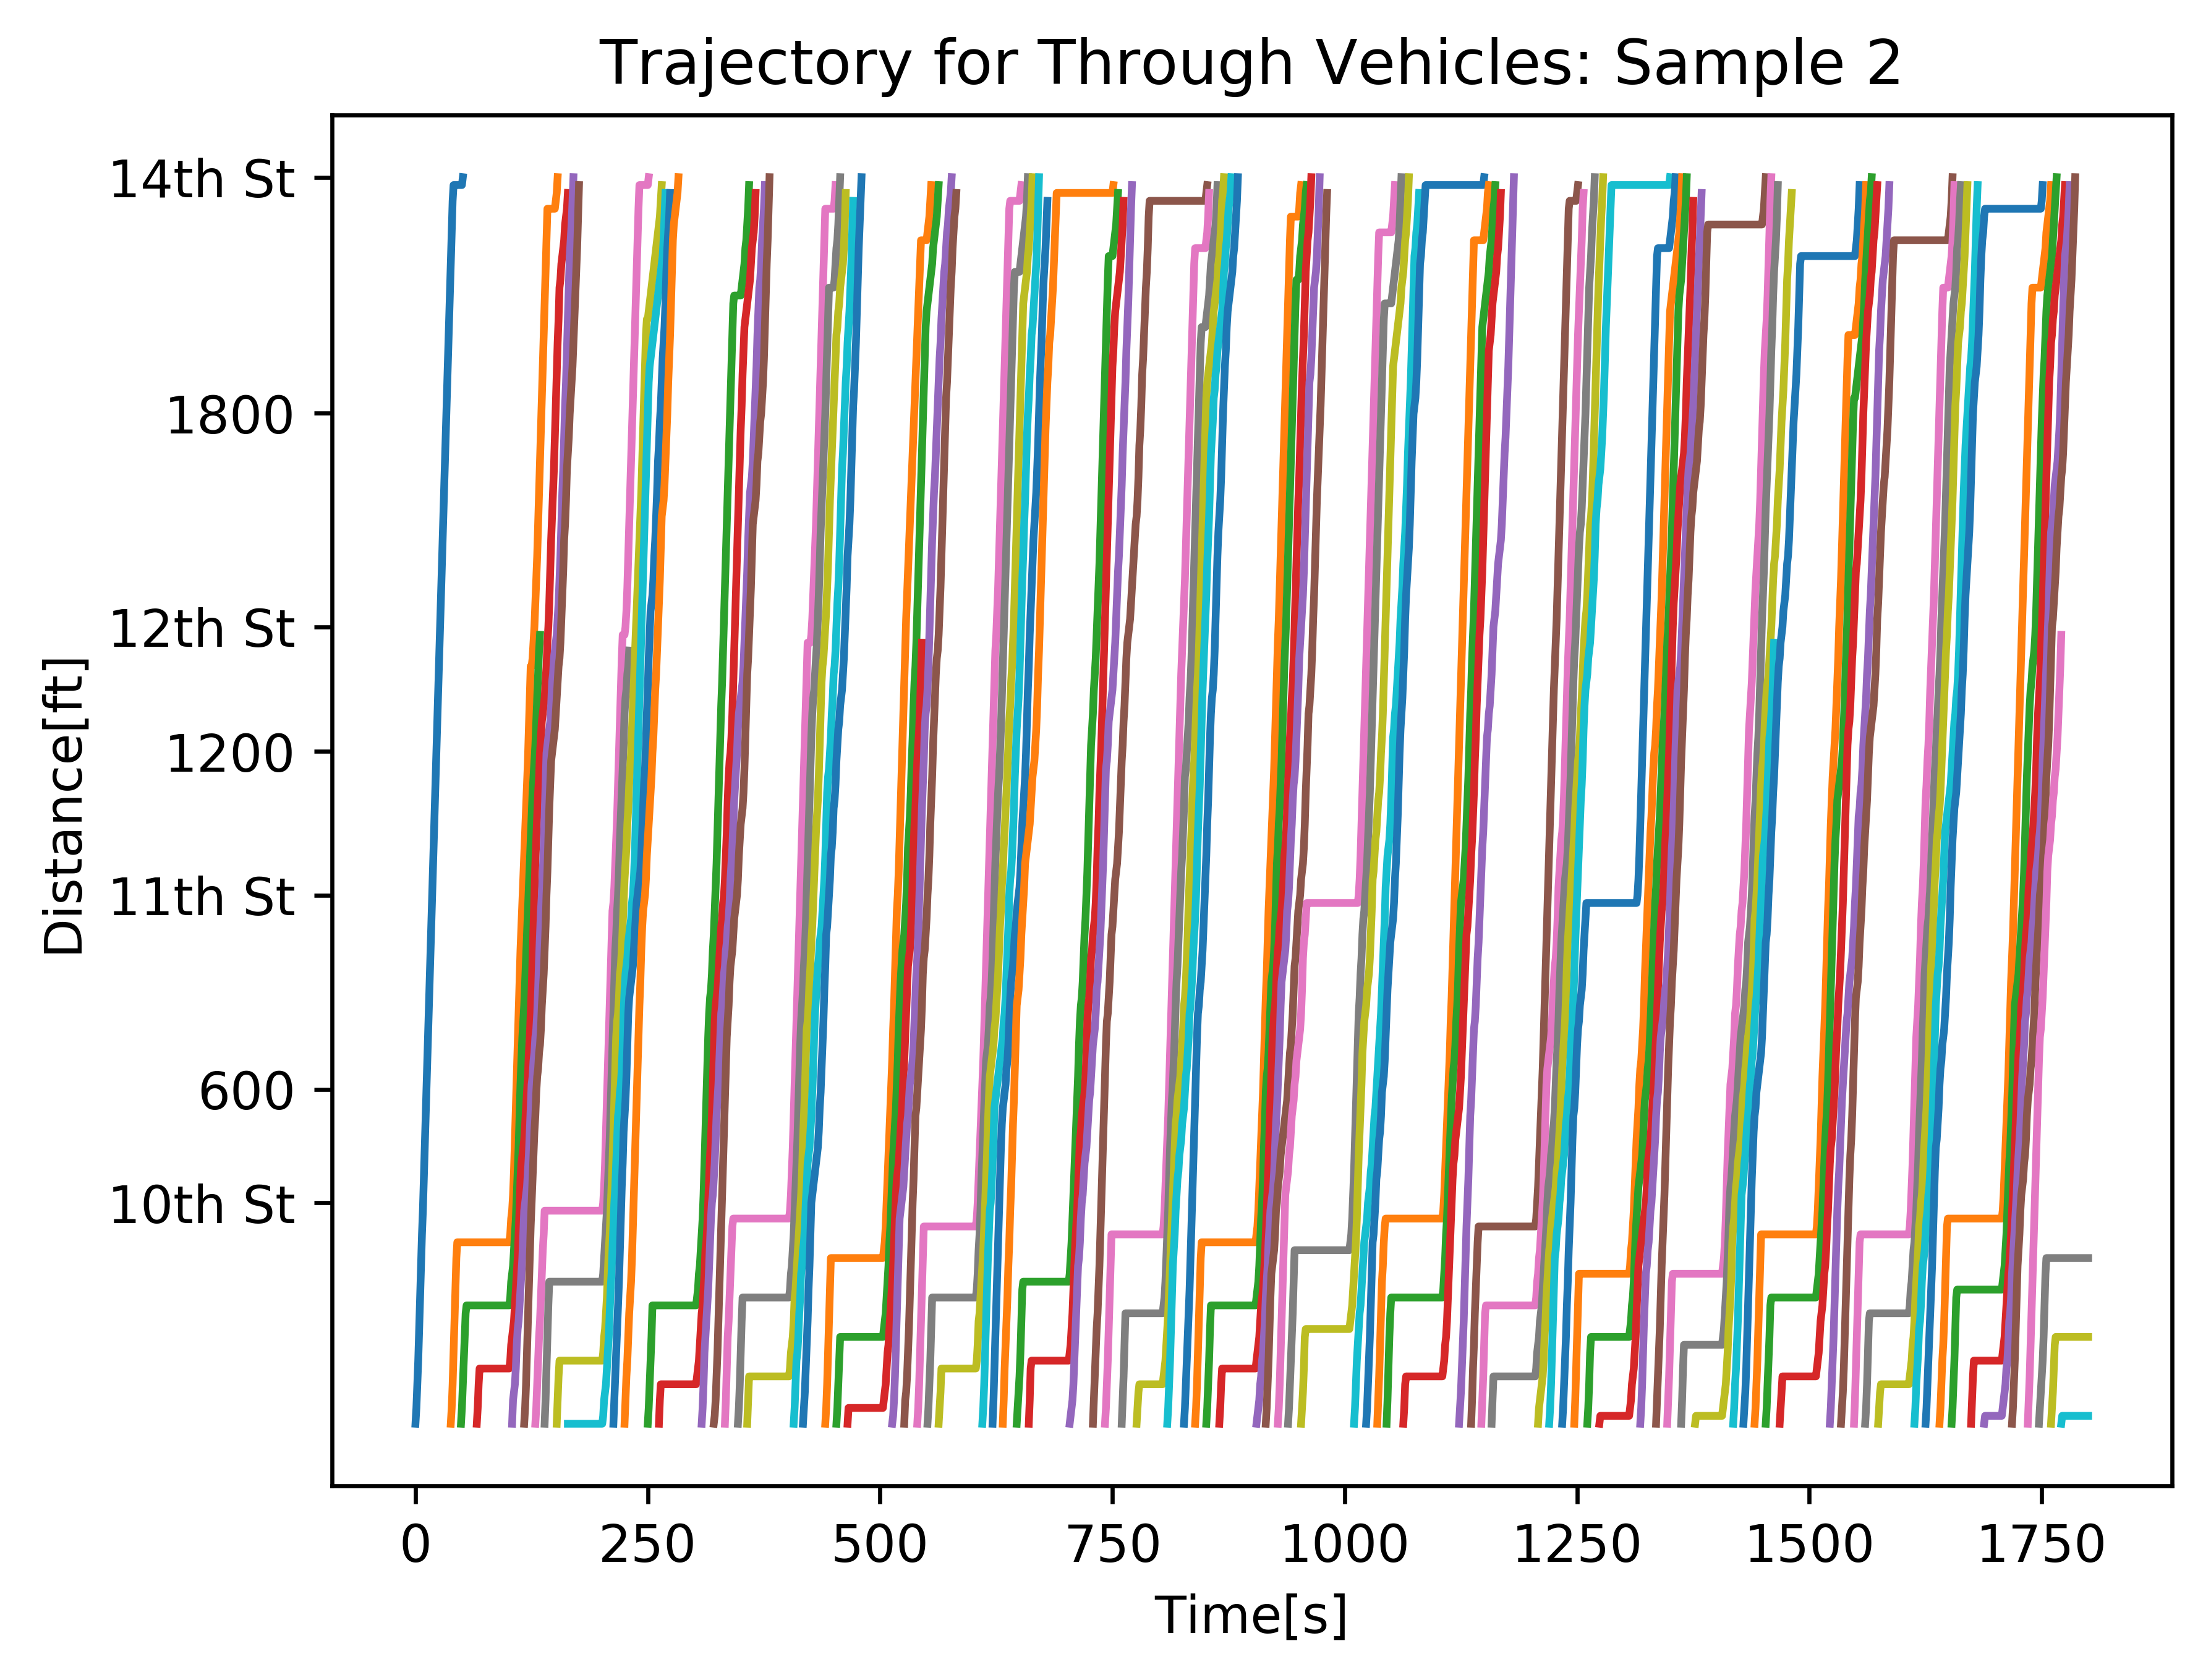 Trajectory for Through Vehicles: Sample 2
14th St
1800
12th St
1200
11th St
600
10th St
Distance[ft]
0 250 500 750 1000 1250 1500 1750
Time[s]